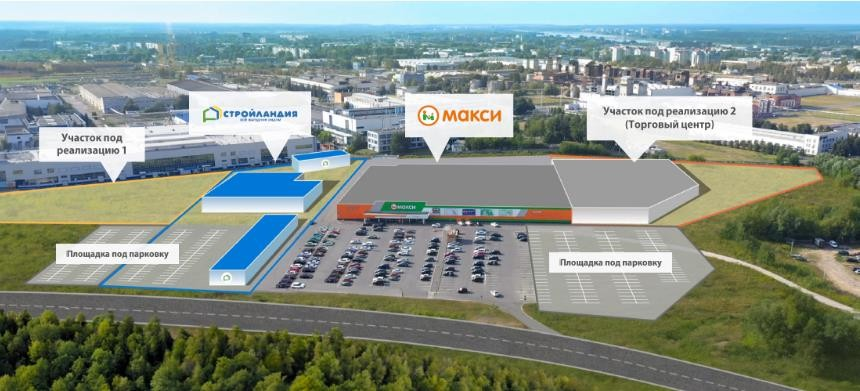 СТРОЙЛАНДИЯ
МАКСИ
Участок под реализацию 2
(Торговый центр)
Участок под
реализацию 1
МАКСИ
Площадка под парковку
Площадка под парковку